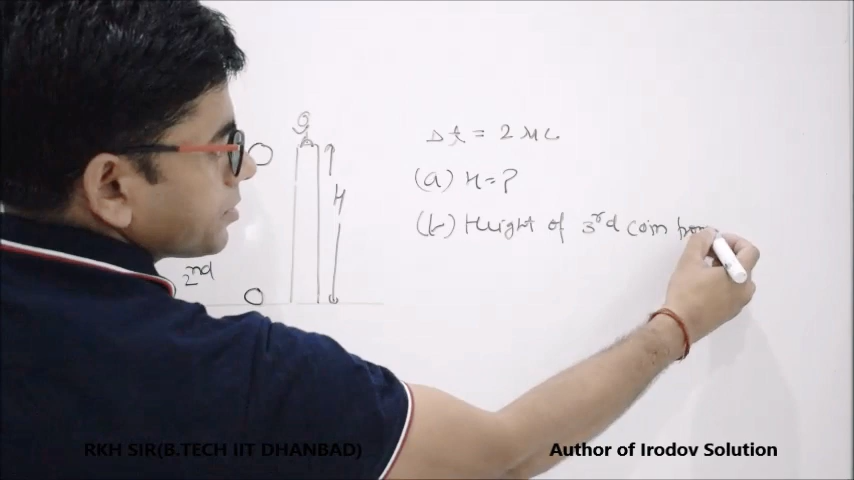 Δt = 2 sec
(a) H = ?
(b) Height of 3rd coin from
H
2nd
RKH SIR(B.TECH IIT DHANBAD)
Author of Irodov Solution